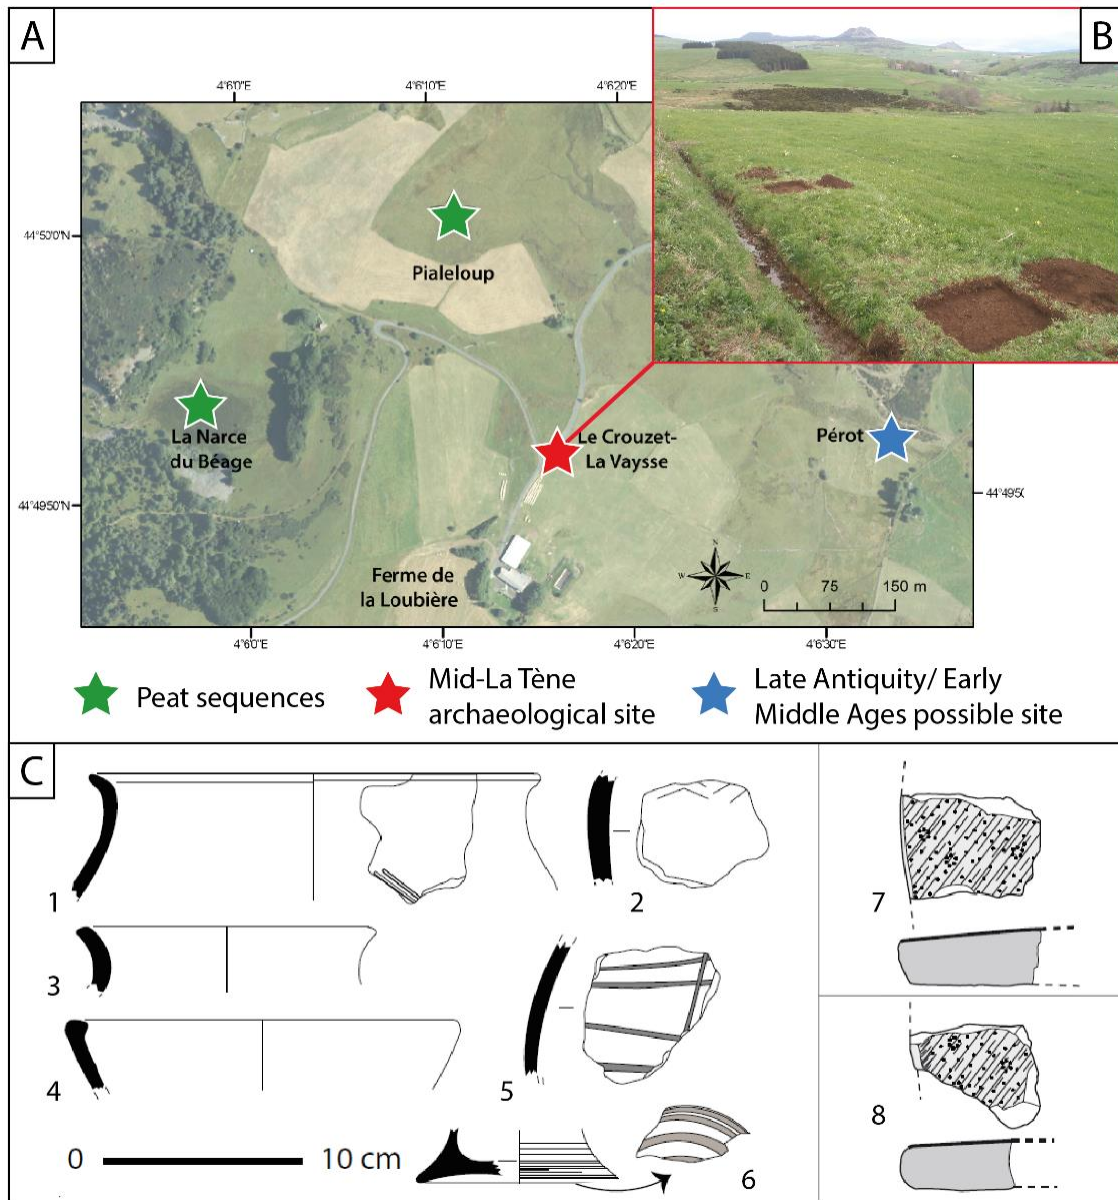 A
B
4°6'0"E
4°6'10"E
4°6'20"E
44°50'0"N
Pialeloup
La Narce
du Béage
Le Crouzet-
La Vaysse
Pérot
44°49'50"N
44°49'50
Ferme de
la Loubière
N
W
E
S
0 75 150 m
4°6'0"E
4°6'10"E
4°6'20"E
4°6'30"E
Peat sequences
Mid-La Tène
archaeological site
Late Antiquity/ Early
Middle Ages possible site
C
1
2
3
4
5
6
7
8
0 10 cm